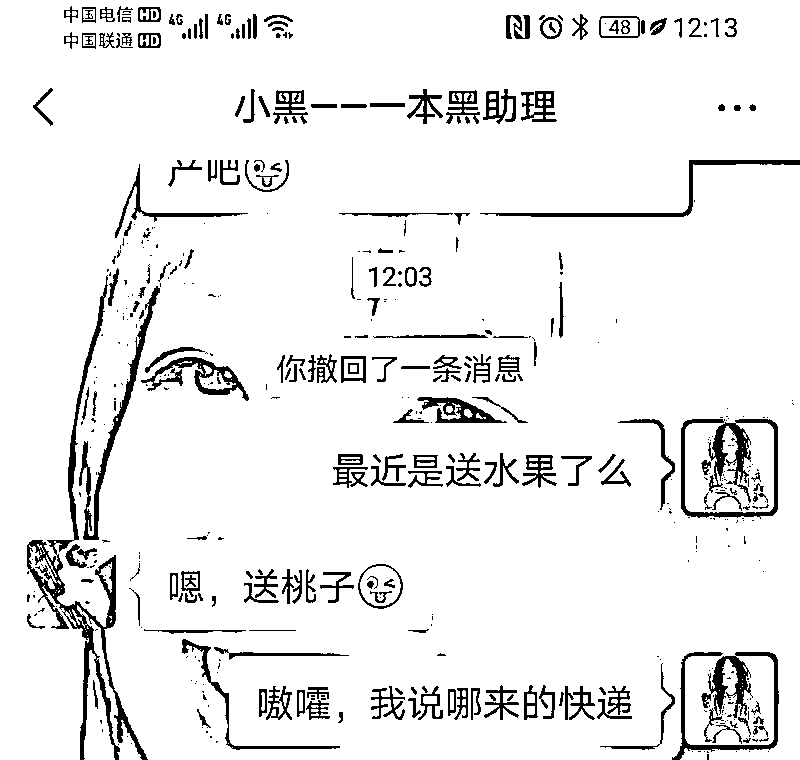 中国电信 HD 4G 4G
中国联通 HD
48 12:13
小黑---本黑助理
产吧😜
12:03
你撤回了一条消息
最近是送水果了么
嗯，送桃子😜
嗷嚯，我说哪来的快递